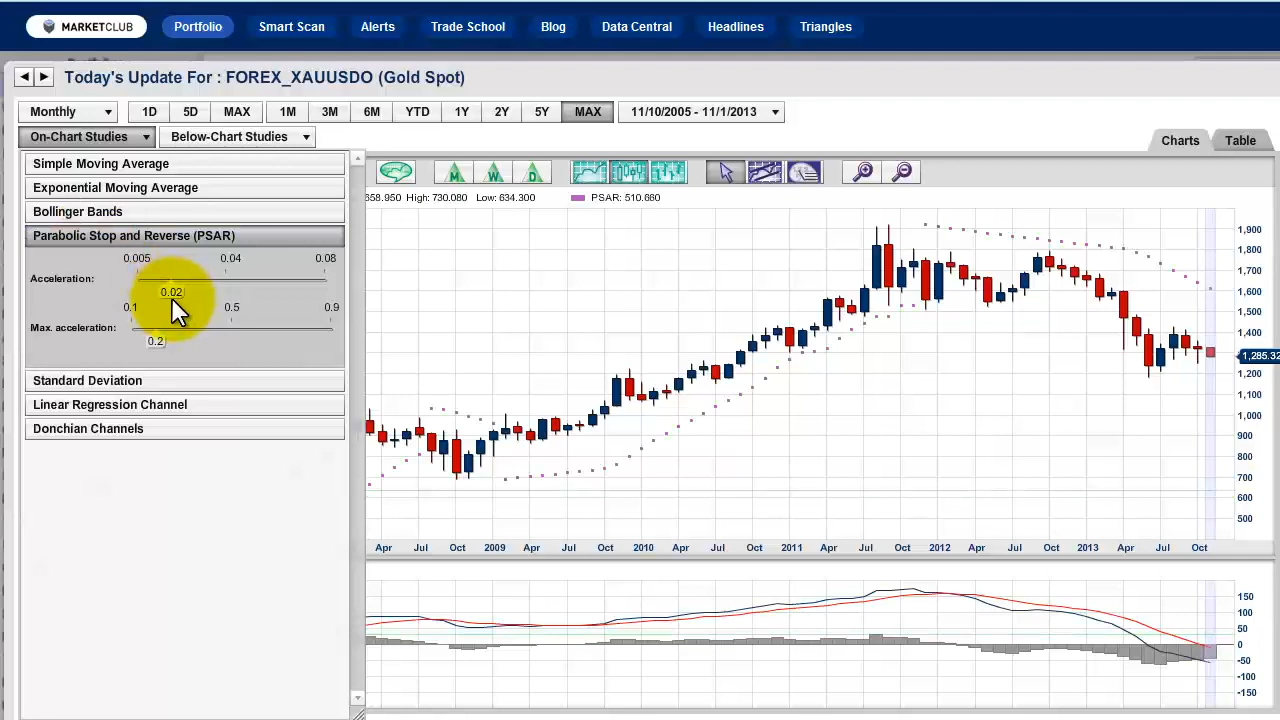 MARKETCLUB Portfolio Smart Scan Alerts Trade School Blog Data Central Headlines Triangles
Today's Update For : FOREX_XAUUSDO (Gold Spot)
Monthly 1D 5D MAX 1M 3M 6M YTD 1Y 2Y 5Y MAX 11/10/2005 - 11/1/2013
On-Chart Studies Below-Chart Studies Charts Table
Simple Moving Average
Exponential Moving Average
Bollinger Bands
Parabolic Stop and Reverse (PSAR)
0.005 0.04 0.08
Acceleration:
0.02
0.1 0.5 0.9
Max. acceleration:
0.2
Standard Deviation
Linear Regression Channel
Donchian Channels
M W D
658.950 High: 730.080 Low: 634.300 PSAR: 510.660
1,900
1,800
1,700
1,600
1,500
1,400
1,285.32
1,200
1,100
1,000
900
800
700
600
500
Apr Jul Oct 2009 Apr Jul Oct 2010 Apr Jul Oct 2011 Apr Jul Oct 2012 Apr Jul Oct 2013 Apr Jul Oct
150
100
50
0
-50
-100
-150